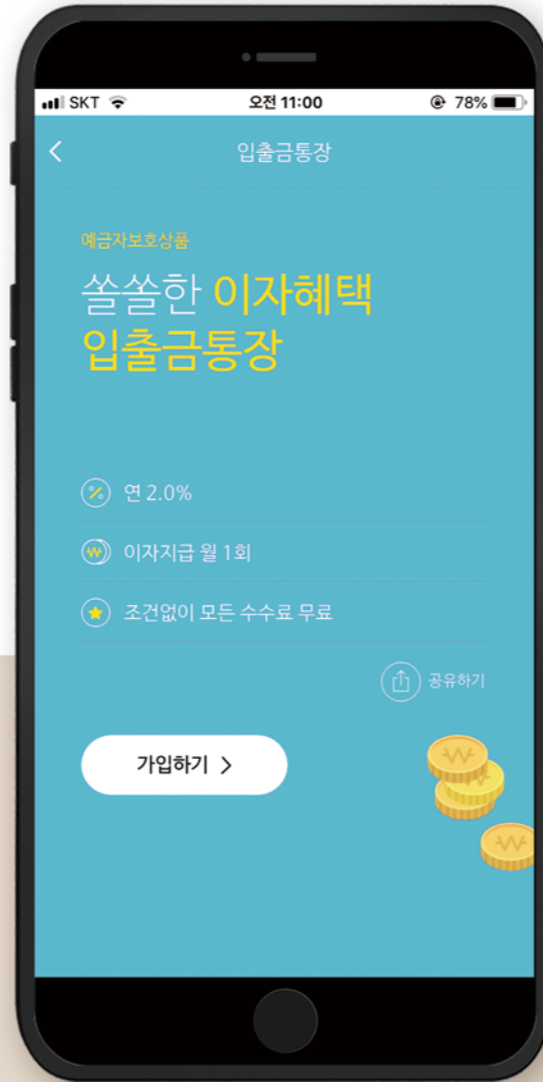 SKT 오전 11:00 78%
입출금통장
예금자보호상품
쏠쏠한 이자혜택
입출금통장
연 2.0%
이자지급 월 1회
조건없이 모든 수수료 무료
공유하기
가입하기